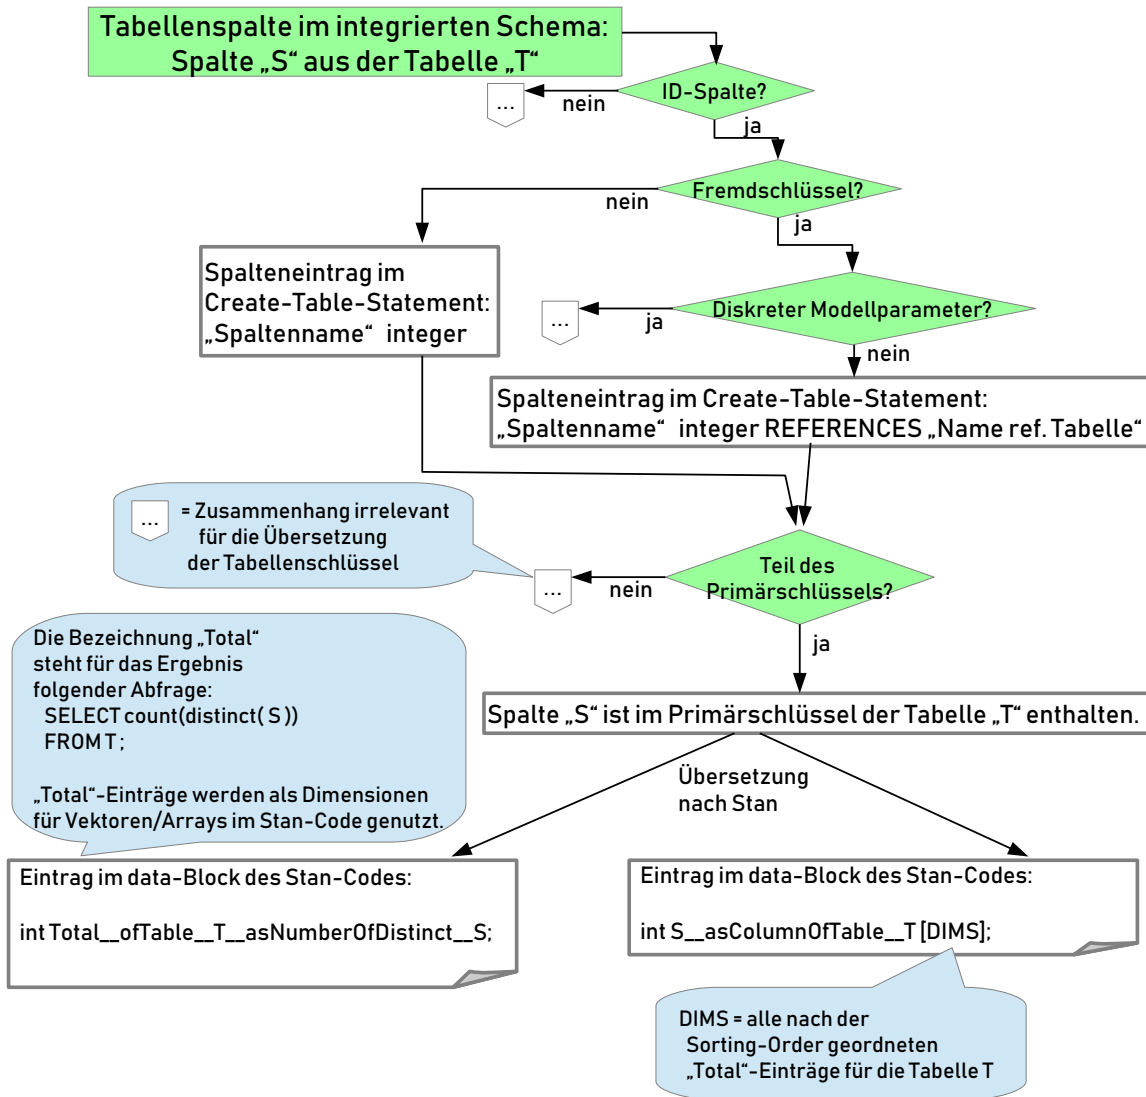 Tabellenspalte im integrierten Schema:
Spalte „S“ aus der Tabelle „T“
ID-Spalte?
...
nein
ja
Fremdschlüssel?
nein
ja
Spalteneintrag im
Create-Table-Statement:
„Spaltenname“ integer
Diskreter Modellparameter?
...
ja
nein
Spalteneintrag im Create-Table-Statement:
„Spaltenname“ integer REFERENCES „Name ref. Tabelle“
... = Zusammenhang irrelevant
für die Übersetzung
der Tabellenschlüssel
Teil des
Primärschlüssels?
...
nein
ja
Die Bezeichnung „Total“
steht für das Ergebnis
folgender Abfrage:
SELECT count(distinct( S ))
FROM T ;
„Total“-Einträge werden als Dimensionen
für Vektoren/Arrays im Stan-Code genutzt.
Spalte „S“ ist im Primärschlüssel der Tabelle „T“ enthalten.
Übersetzung
nach Stan
Eintrag im data-Block des Stan-Codes:
int Total__ofTable__T__asNumberOfDistinct__S;
Eintrag im data-Block des Stan-Codes:
int S__asColumnOfTable__T [DIMS];
DIMS = alle nach der
Sorting-Order geordneten
„Total“-Einträge für die Tabelle T